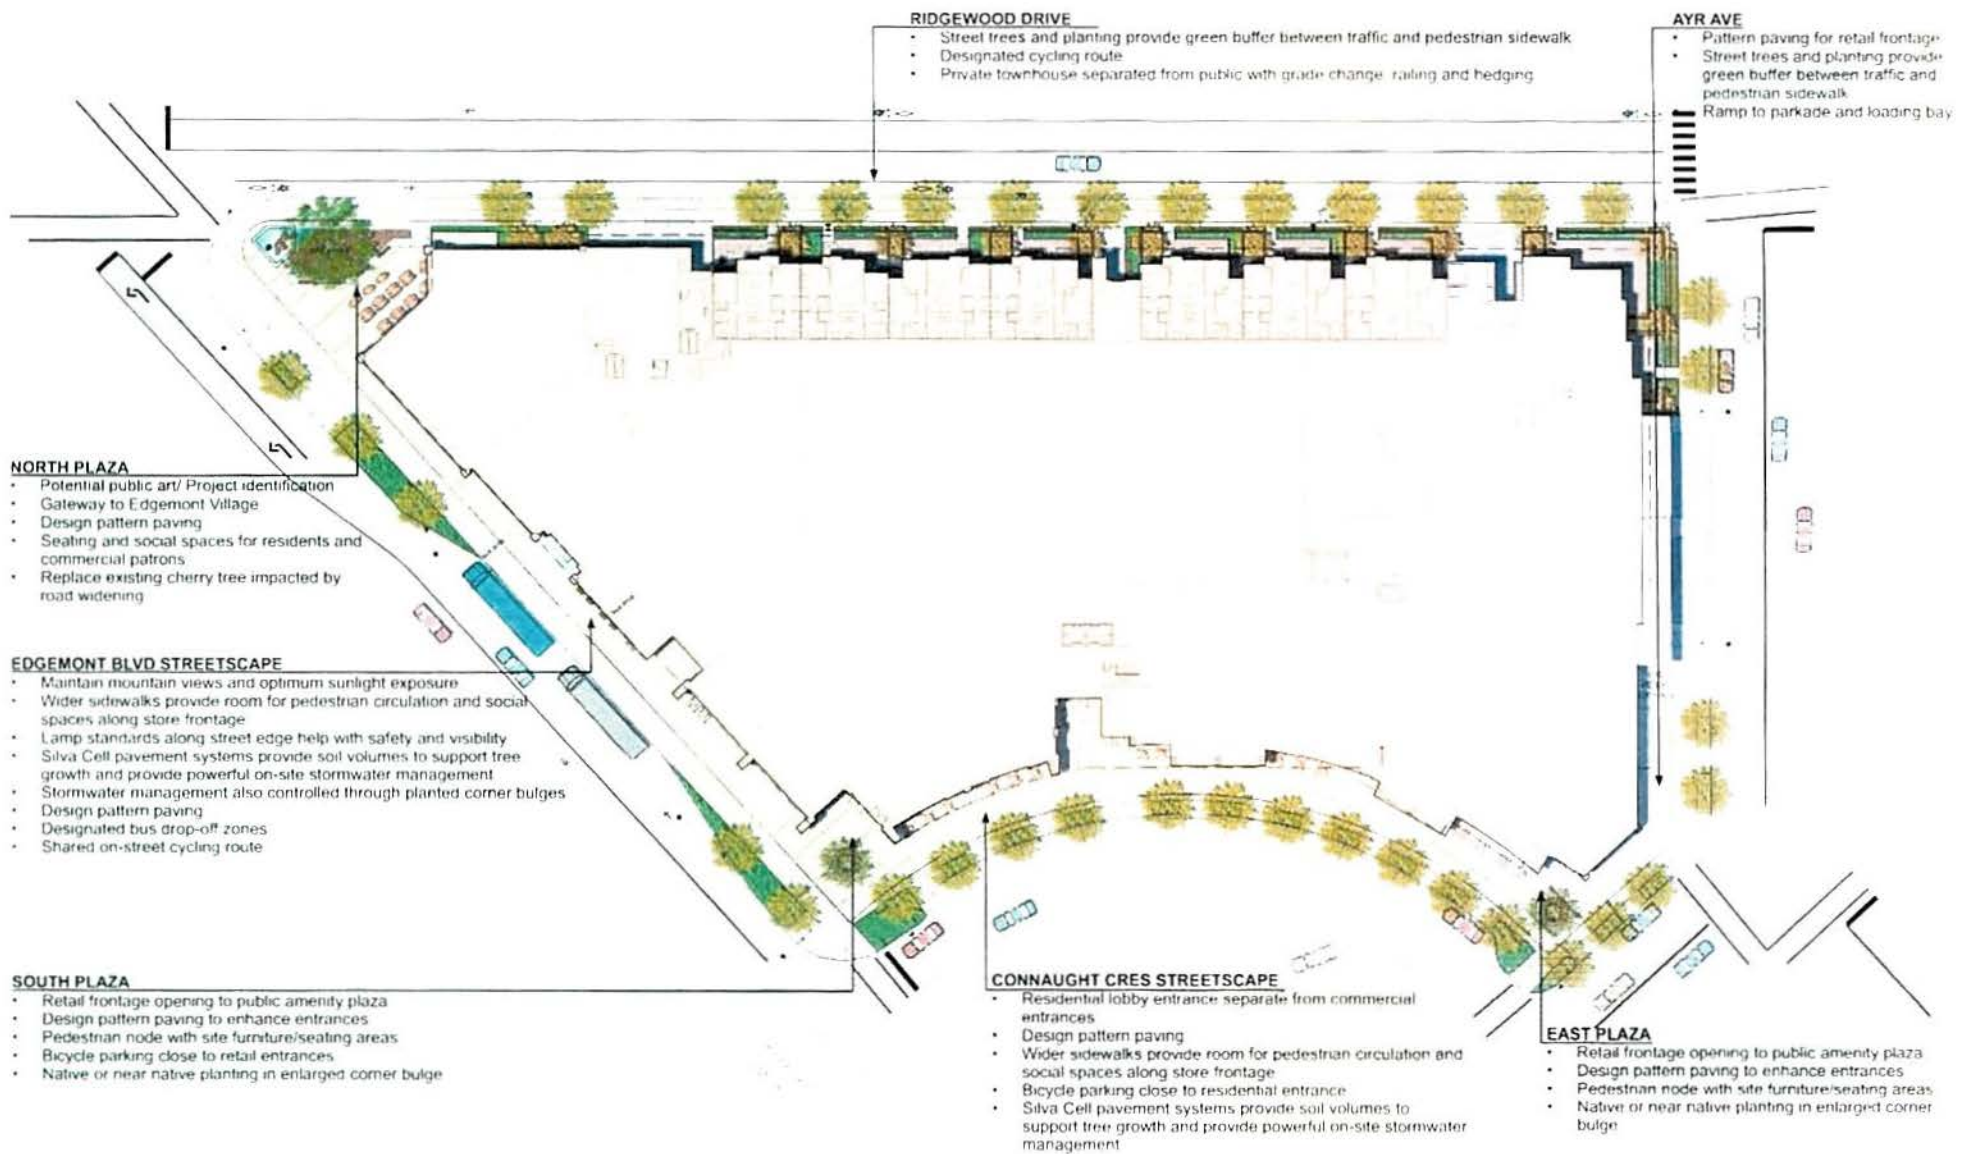 RIDGEWOOD DRIVE
• Street trees and planting provide green buffer between traffic and pedestrian sidewalk
• Designated cycling route
• Private townhouse separated from public with grade change, railing and hedging
AYR AVE
• Pattern paving for retail frontage
• Street trees and planting provide
green buffer between traffic and
pedestrian sidewalk
• Ramp to parkade and loading bay
NORTH PLAZA
• Potential public art/ Project identification
• Gateway to Edgemont Village
• Design pattern paving
• Seating and social spaces for residents and
commercial patrons
• Replace existing cherry tree impacted by
road widening
EDGEMONT BLVD STREETSCAPE
• Maintain mountain views and optimum sunlight exposure
• Wider sidewalks provide room for pedestrian circulation and social
spaces along store frontage
• Lamp standards along street edge help with safety and visibility
• Silva Cell pavement systems provide soil volumes to support tree
growth and provide powerful on-site stormwater management
• Stormwater management also controlled through planted corner bulges
• Design pattern paving
• Designated bus drop-off zones
• Shared on-street cycling route
SOUTH PLAZA
• Retail frontage opening to public amenity plaza
• Design pattern paving to enhance entrances
• Pedestrian node with site furniture/seating areas
• Bicycle parking close to retail entrances
• Native or near native planting in enlarged corner bulge
CONNAUGHT CRES STREETSCAPE
• Residential lobby entrance separate from commercial
entrances
• Design pattern paving
• Wider sidewalks provide room for pedestrian circulation and
social spaces along store frontage
• Bicycle parking close to residential entrance
• Silva Cell pavement systems provide soil volumes to
support tree growth and provide powerful on-site stormwater
management
EAST PLAZA
• Retail frontage opening to public amenity plaza
• Design pattern paving to enhance entrances
• Pedestrian node with site furniture/seating areas
• Native or near native planting in enlarged corner
bulge